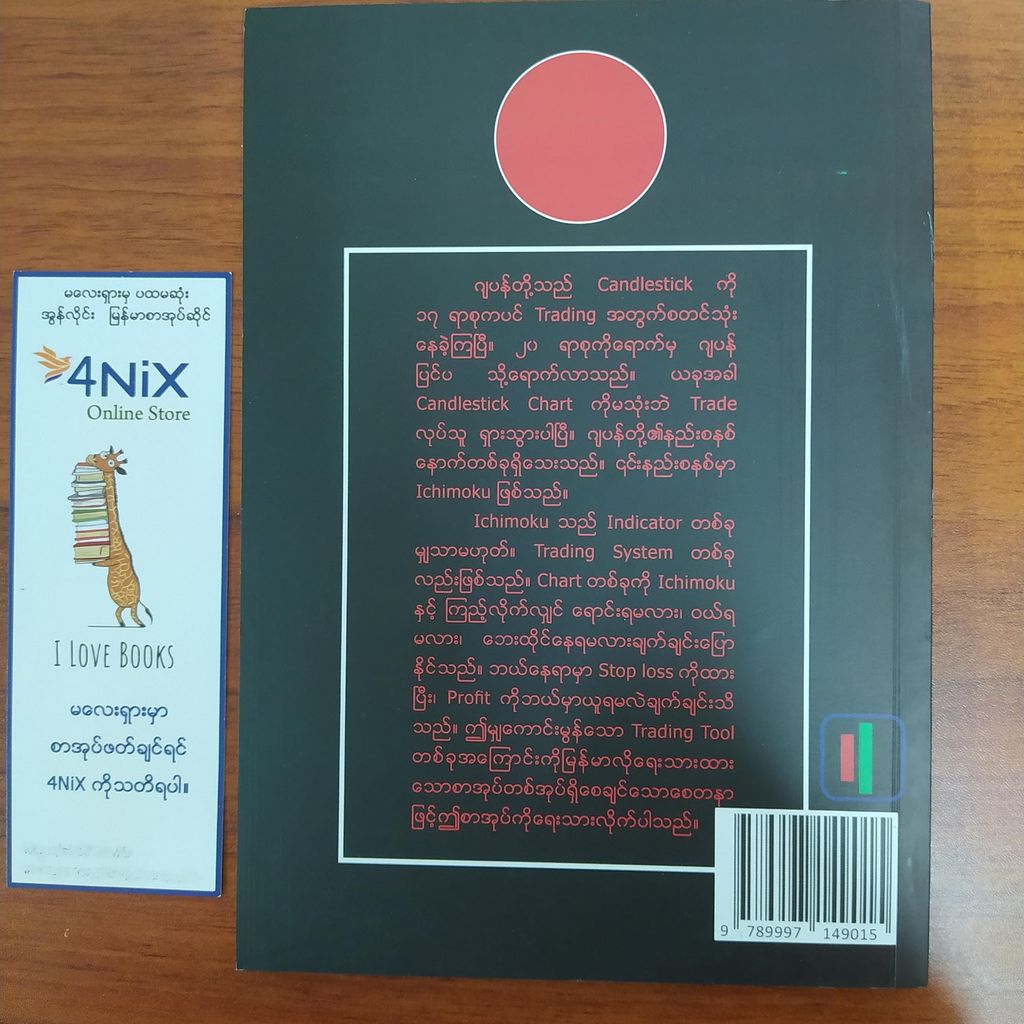 မလေးရှားမှ ပထမဆုံး
အွန်လိုင်း မြန်မာစာအုပ်ဆိုင်
4NiX
Online Store
I LOVE BOOKS
မလေးရှားမှာ
စာအုပ်ဖတ်ချင်ရင်
4NiX ကိုသတိရပါ။
ဂျပန်တို့သည် Candlestick ကို
၁၇ ရာစုကပင် Trading အတွက်စတင်သုံး
နေခဲ့ကြပြီ။ ၂၀ ရာစုကိုရောက်မှ ဂျပန်
ပြင်ပ သို့ရောက်လာသည်။ ယခုအခါ
Candlestick Chart ကိုမသုံးဘဲ Trade
လုပ်သူ ရှားသွားပါပြီ။ ဂျပန်တို့၏နည်းစနစ်
နောက်တစ်ခုရှိသေးသည်။ ၎င်းနည်းစနစ်မှာ
Ichimoku ဖြစ်သည်။
Ichimoku သည် Indicator တစ်ခု
မျှသာမဟုတ်။ Trading System တစ်ခု
လည်းဖြစ်သည်။ Chart တစ်ခုကို Ichimoku
နှင့် ကြည့်လိုက်လျှင် ရောင်းရမလား၊ ဝယ်ရ
မလား၊ ဘေးထိုင်နေရမလားချက်ချင်းပြော
နိုင်သည်။ ဘယ်နေရာမှာ Stop loss ကိုထား
ပြီး၊ Profit ကိုဘယ်မှာယူရမလဲချက်ချင်းသိ
သည်။ ဤမျှကောင်းမွန်သော Trading Tool
တစ်ခုအကြောင်းကိုမြန်မာလိုရေးသားထား
သောစာအုပ်တစ်အုပ်ရှိစေချင်သောစေတနာ
ဖြင့်ဤစာအုပ်ကိုရေးသားလိုက်ပါသည်။
9 789997 149015